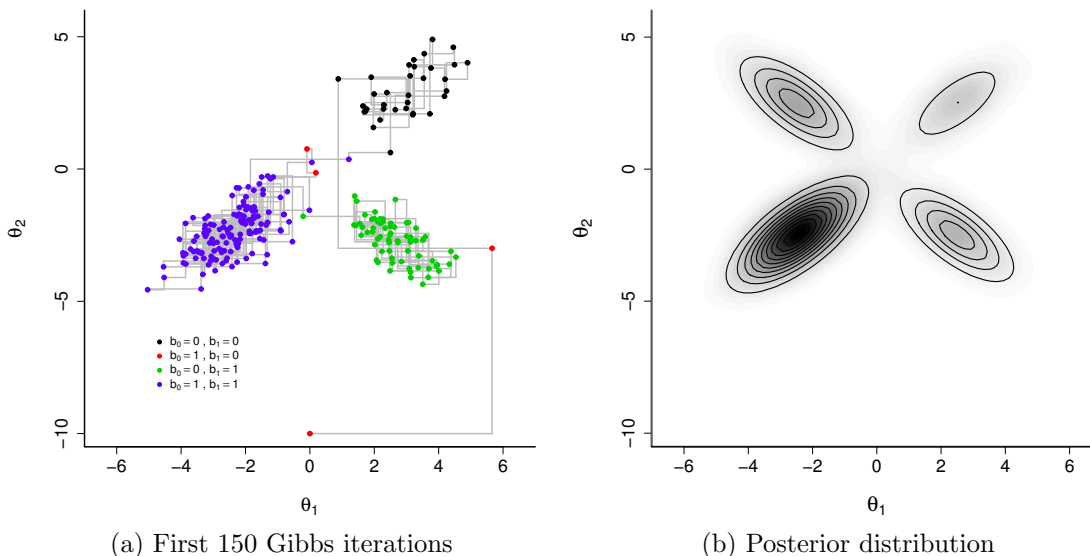 5
0
−5
−10
θ₂
b₀ = 0 , b₁ = 0
b₀ = 1 , b₁ = 0
b₀ = 0 , b₁ = 1
b₀ = 1 , b₁ = 1
−6 −4 −2 0 2 4 6
θ₁
(a) First 150 Gibbs iterations
5
0
−5
−10
θ₂
−6 −4 −2 0 2 4 6
θ₁
(b) Posterior distribution